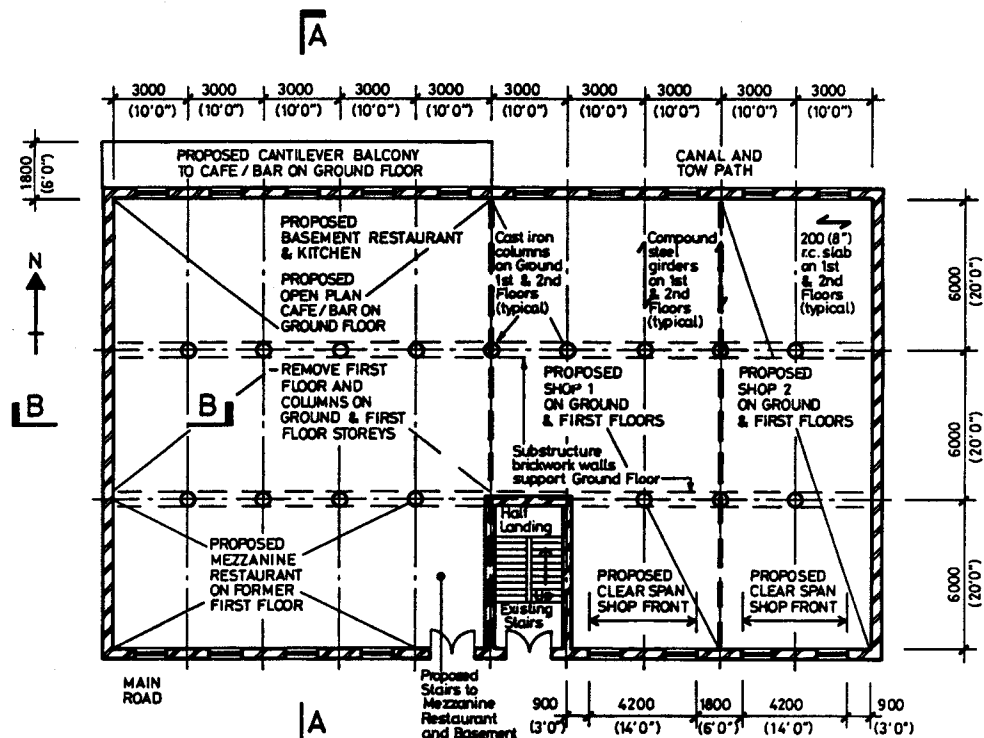 A
3000 3000 3000 3000 3000 3000 3000 3000 3000 3000
(10'0") (10'0") (10'0") (10'0") (10'0") (10'0") (10'0") (10'0") (10'0") (10'0")
1800
(6'0")
PROPOSED CANTILEVER BALCONY
TO CAFE/BAR ON GROUND FLOOR
CANAL AND
TOW PATH
N
PROPOSED
BASEMENT RESTAURANT
& KITCHEN
PROPOSED
OPEN PLAN
CAFE/BAR ON
GROUND FLOOR
Cast iron
columns
on Ground
1st & 2nd
Floors
(typical)
Compound
steel
girders
on 1st
& 2nd
Floors
(typical)
200 (8")
r.c. slab
on 1st
& 2nd
Floors
(typical)
6000
(20'0")
REMOVE FIRST
FLOOR AND
COLUMNS ON
GROUND & FIRST
FLOOR STOREYS
B
B
PROPOSED
SHOP 1
ON GROUND
& FIRST FLOORS
PROPOSED
SHOP 2
ON GROUND
& FIRST FLOORS
Substructure
brickwork walls
support Ground Floor
6000
(20'0")
PROPOSED
MEZZANINE
RESTAURANT
ON FORMER
FIRST FLOOR
Half
Landing
Up
Existing
Stairs
PROPOSED
CLEAR SPAN
SHOP FRONT
PROPOSED
CLEAR SPAN
SHOP FRONT
6000
(20'0")
MAIN
ROAD
A
Proposed
Stairs to
Mezzanine
Restaurant
and Basement
900 4200 1800 4200 900
(3'0") (14'0") (6'0") (14'0") (3'0")